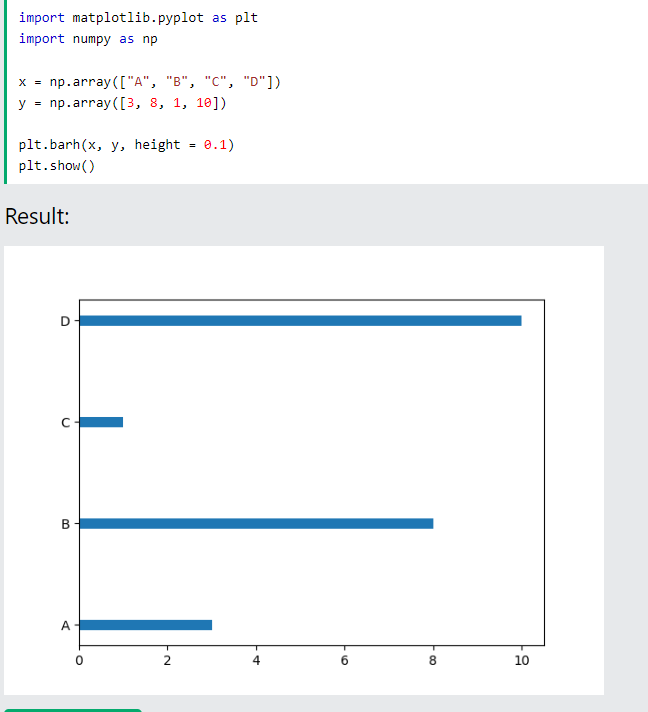 import matplotlib.pyplot as plt
import numpy as np
x = np.array(["A", "B", "C", "D"])
y = np.array([3, 8, 1, 10])
plt.barh(x, y, height = 0.1)
plt.show()
Result:
D
C
B
A
0 2 4 6 8 10